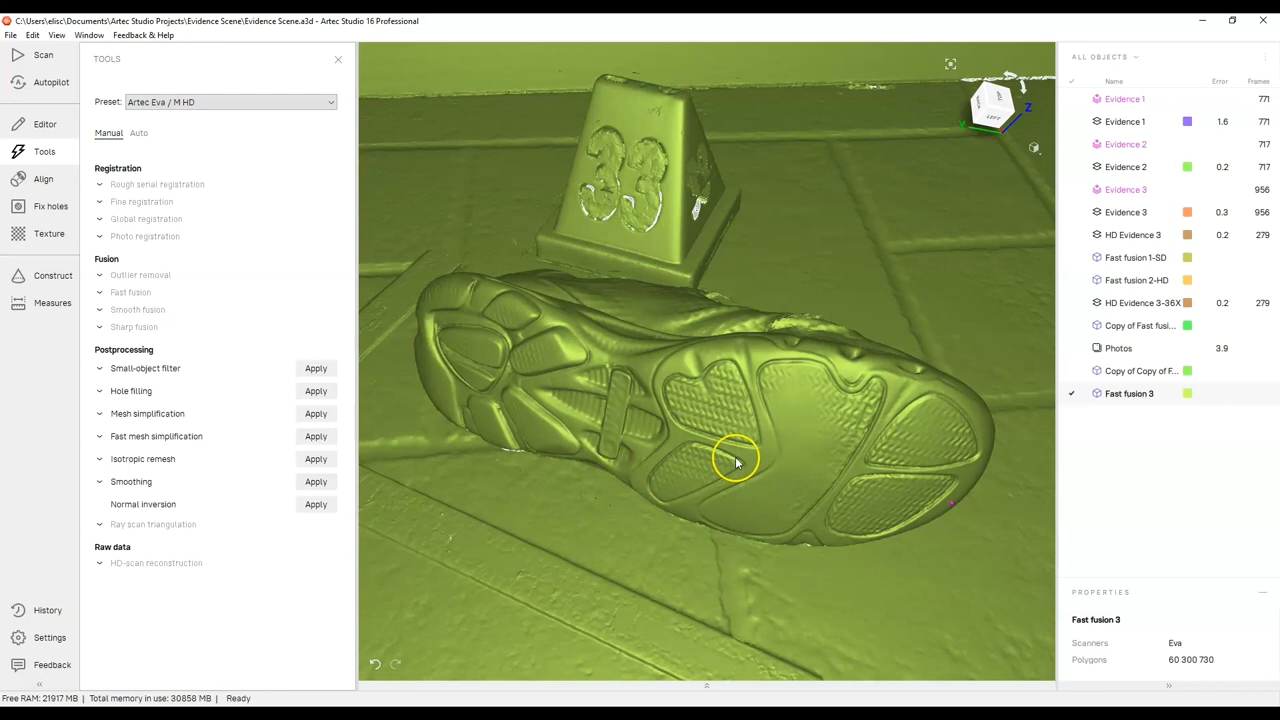 C:\Users\elisc\Documents\Artec Studio Projects\Evidence Scene\Evidence Scene.a3d - Artec Studio 16 Professional
File Edit View Window Feedback & Help
Scan
Autopilot
Editor
Tools
Align
Fix holes
Texture
Construct
Measures
History
Settings
Feedback
TOOLS
Preset: Artec Eva / M HD
Manual Auto
Registration
Rough serial registration
Fine registration
Global registration
Photo registration
Fusion
Outlier removal
Fast fusion
Smooth fusion
Sharp fusion
Postprocessing
Small-object filter Apply
Hole filling Apply
Mesh simplification Apply
Fast mesh simplification Apply
Isotropic remesh Apply
Smoothing Apply
Normal inversion Apply
Ray scan triangulation
Raw data
HD-scan reconstruction
33
LEFT
Y
Z
ALL OBJECTS
Name Error Frames
Evidence 1 771
Evidence 1 1.6 771
Evidence 2 717
Evidence 2 0.2 717
Evidence 3 956
Evidence 3 0.3 956
HD Evidence 3 0.2 279
Fast fusion 1-SD
Fast fusion 2-HD
HD Evidence 3-36X 0.2 279
Copy of Fast fusi...
Photos 3.9
Copy of Copy of F...
Fast fusion 3
PROPERTIES
Fast fusion 3
Scanners Eva
Polygons 60 300 730
Free RAM: 21917 MB | Total memory in use: 30858 MB | Ready